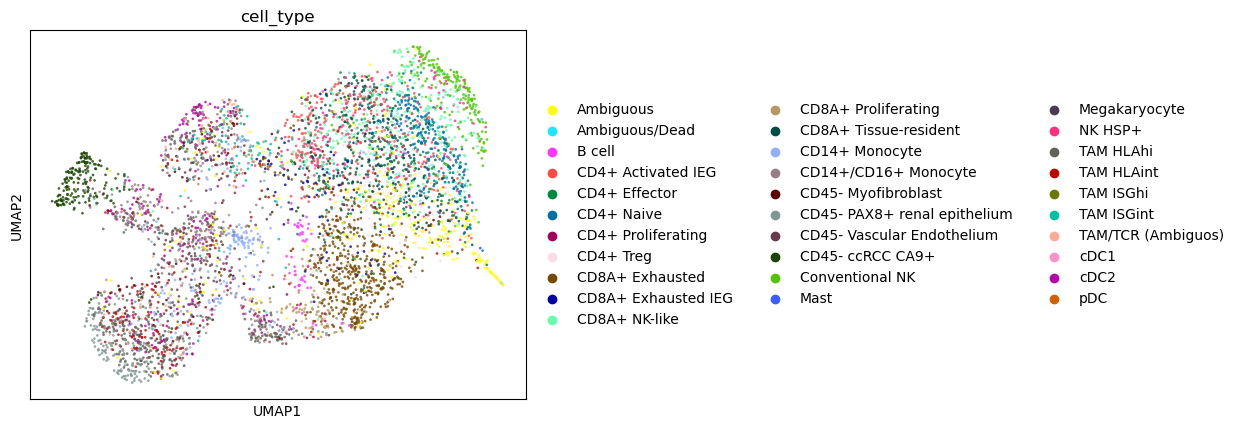 cell_type
UMAP2
UMAP1
Ambiguous
Ambiguous/Dead
B cell
CD4+ Activated IEG
CD4+ Effector
CD4+ Naive
CD4+ Proliferating
CD4+ Treg
CD8A+ Exhausted
CD8A+ Exhausted IEG
CD8A+ NK-like
CD8A+ Proliferating
CD8A+ Tissue-resident
CD14+ Monocyte
CD14+/CD16+ Monocyte
CD45- Myofibroblast
CD45- PAX8+ renal epithelium
CD45- Vascular Endothelium
CD45- ccRCC CA9+
Conventional NK
Mast
Megakaryocyte
NK HSP+
TAM HLAhi
TAM HLAint
TAM ISGhi
TAM ISGint
TAM/TCR (Ambiguos)
cDC1
cDC2
pDC